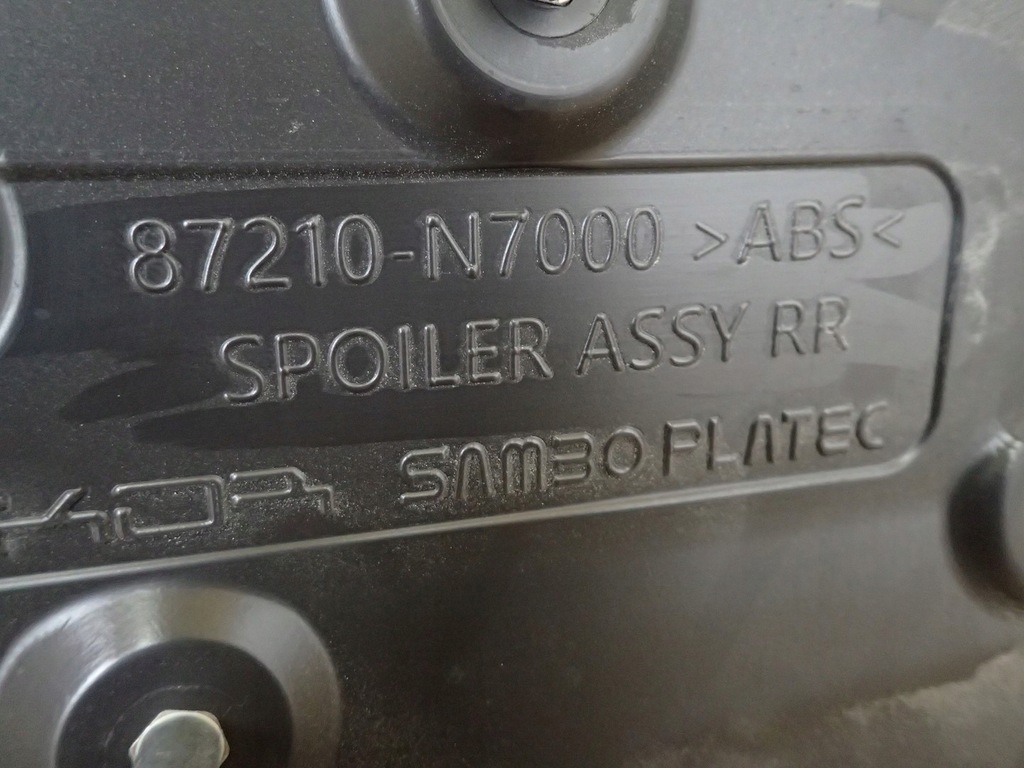 87210-N7000 >ABS<
SPOILER ASSY RR
SAMBO PLATEC